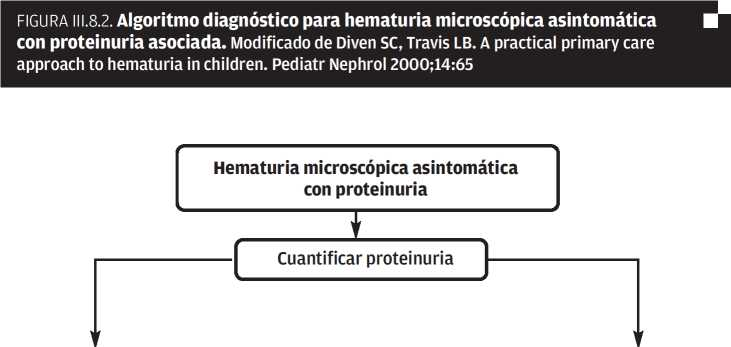 FIGURA III.8.2. Algoritmo diagnóstico para hematuria microscópica asintomática
con proteinuria asociada. Modificado de Diven SC, Travis LB. A practical primary care
approach to hematuria in children. Pediatr Nephrol 2000;14:65
Hematuria microscópica asintomática
con proteinuria
Cuantificar proteinuria